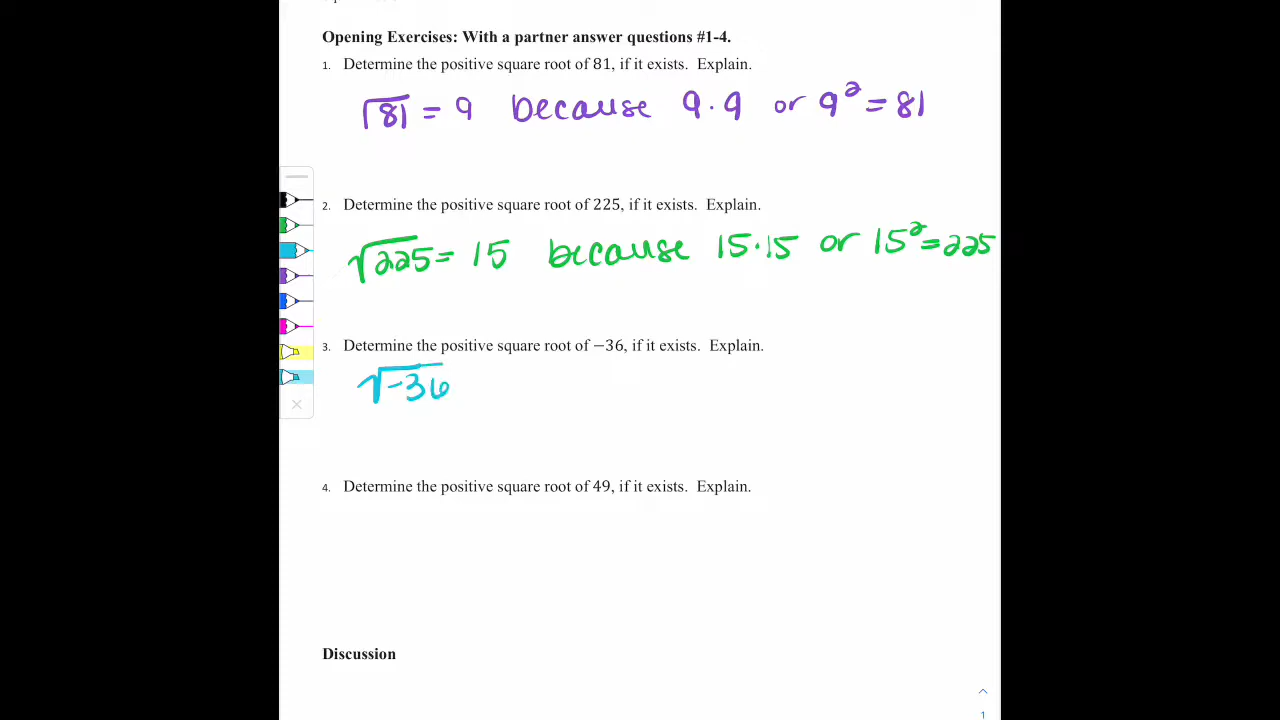 Opening Exercises: With a partner answer questions #1-4.
1. Determine the positive square root of 81, if it exists. Explain.
√81 = 9 because 9·9 or 9² = 81
2. Determine the positive square root of 225, if it exists. Explain.
√225 = 15 because 15·15 or 15² = 225
3. Determine the positive square root of −36, if it exists. Explain.
√-36
4. Determine the positive square root of 49, if it exists. Explain.
Discussion
1